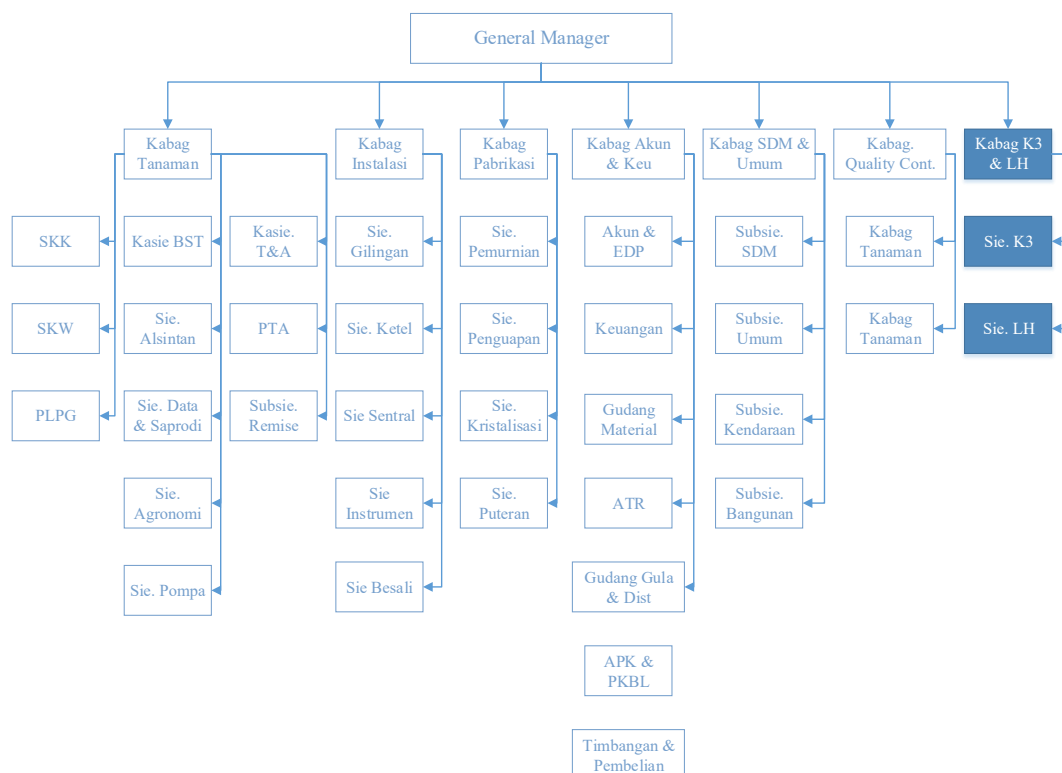 General Manager
Kabag
Tanaman
Kabag
Instalasi
Kabag
Pabrikasi
Kabag Akun
& Keu
Kabag SDM &
Umum
Kabag.
Quality Cont.
Kabag K3
& LH
SKK
Kasie BST
Kasie.
T&A
Sie.
Gilingan
Sie.
Pemurnian
Akun &
EDP
Subsie.
SDM
Kabag
Tanaman
Sie. K3
SKW
Sie.
Alsintan
PTA
Sie. Ketel
Sie.
Penguapan
Keuangan
Subsie.
Umum
Kabag
Tanaman
Sie. LH
PLPG
Sie. Data
& Saprodi
Subsie.
Remise
Sie Sentral
Sie.
Kristalisasi
Gudang
Material
Subsie.
Kendaraan
Sie.
Agronomi
Sie
Instrumen
Sie.
Puteran
ATR
Subsie.
Bangunan
Sie. Pompa
Sie Besali
Gudang Gula
& Dist
APK &
PKBL
Timbangan &
Pembelian